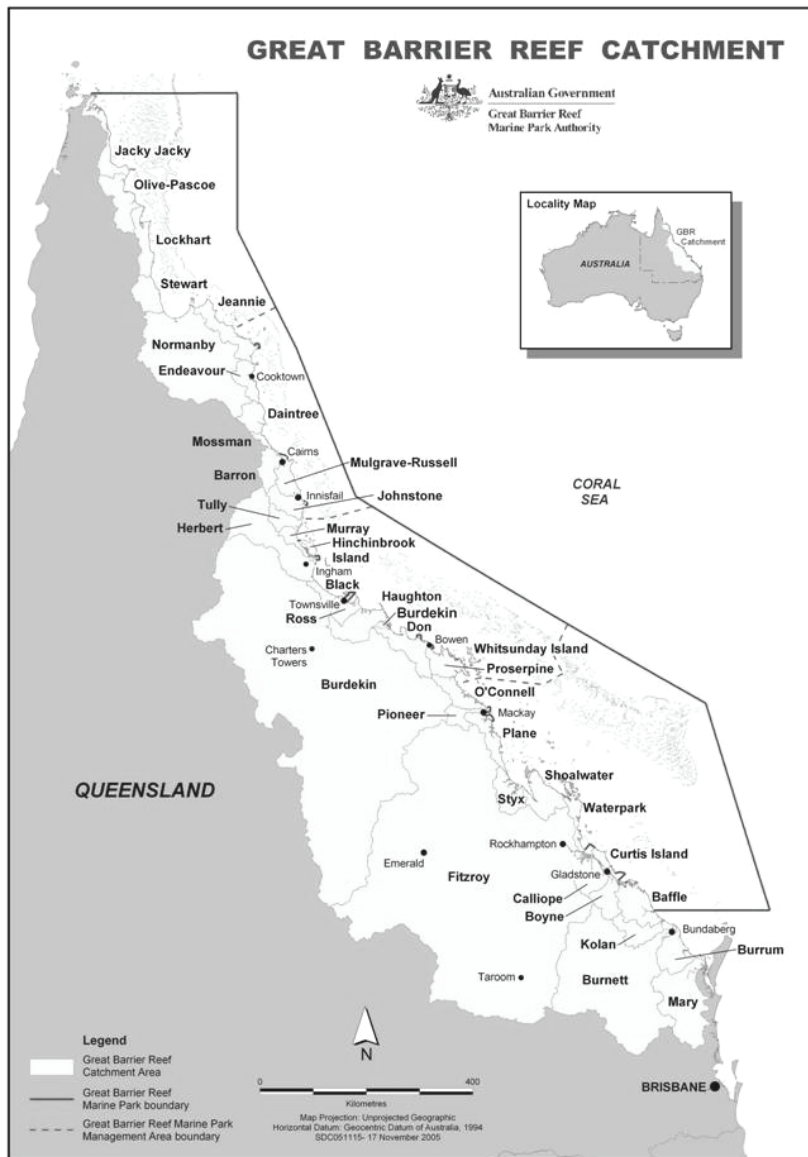 GREAT BARRIER REEF CATCHMENT
Australian Government
Great Barrier Reef
Marine Park Authority
Jacky Jacky
Olive-Pascoe
Lockhart
Stewart
Jeannie
Normanby
Endeavour
Cooktown
Daintree
Mossman
Cairns
Barron
Mulgrave-Russell
Innisfail
Johnstone
Tully
Herbert
Murray
Hinchinbrook
Island
Ingham
Black
Townsville
Ross
Haughton
Burdekin
Don
Bowen
Charters
Towers
Whitsunday Island
Proserpine
Burdekin
O'Connell
Pioneer
Mackay
Plane
QUEENSLAND
Shoalwater
Styx
Waterpark
Rockhampton
Curtis Island
Emerald
Gladstone
Fitzroy
Calliope
Baffle
Boyne
Bundaberg
Kolan
Burrum
Taroom
Burnett
Mary
BRISBANE
CORAL
SEA
Locality Map
GBR
Catchment
AUSTRALIA
Legend
Great Barrier Reef
Catchment Area
Great Barrier Reef
Marine Park boundary
Great Barrier Reef Marine Park
Management Area boundary
N
0 400
Kilometres
Map Projection: Unprojected Geographic
Horizontal Datum: Geocentric Datum of Australia, 1994
SDC051115- 17 November 2005